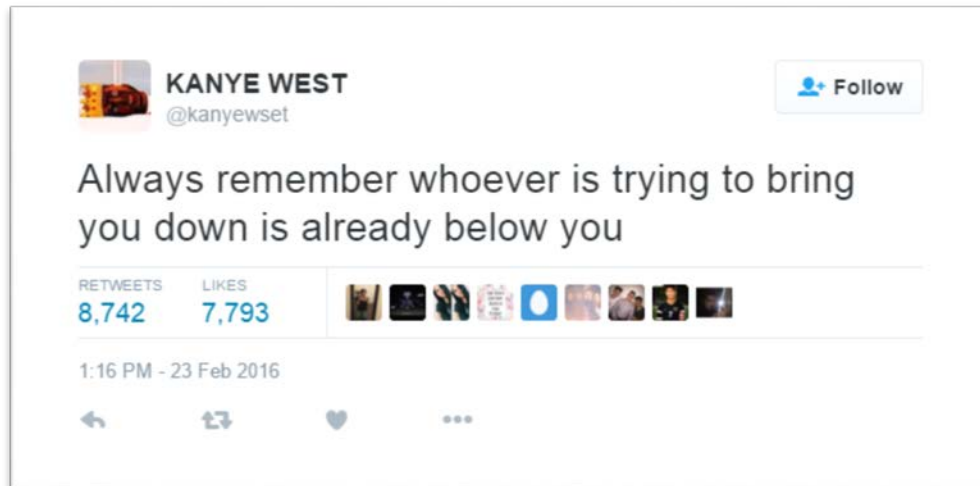 KANYE WEST
@kanyewset
Follow
Always remember whoever is trying to bring
you down is already below you
RETWEETS LIKES
8,742 7,793
1:16 PM - 23 Feb 2016